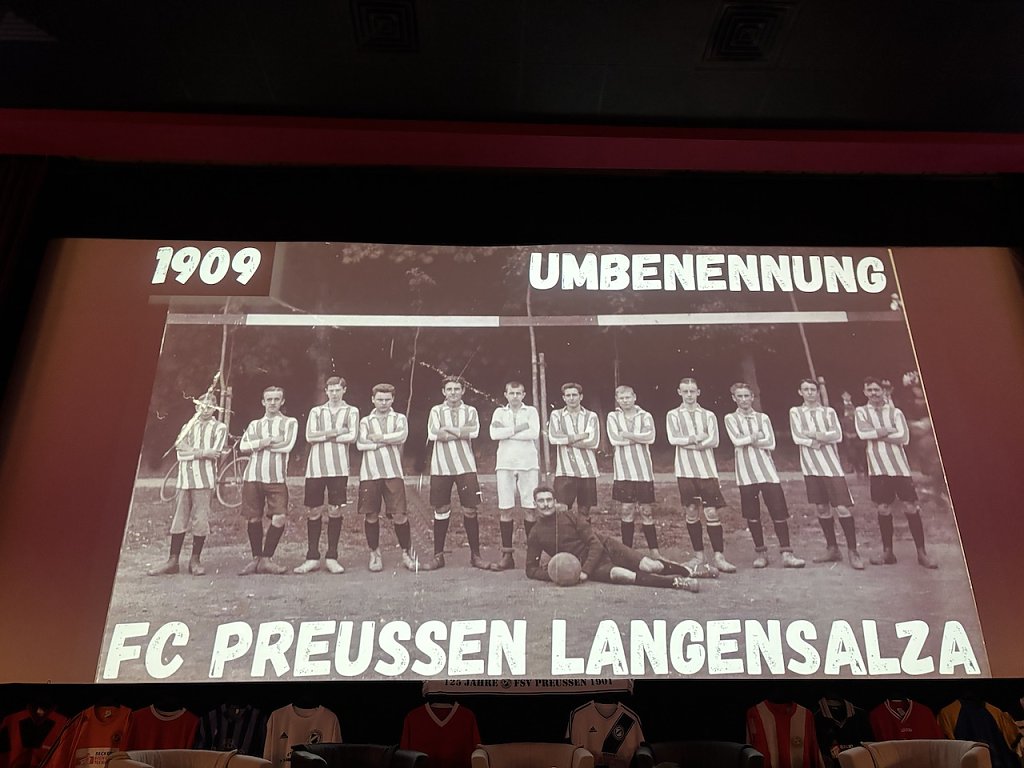 1909
UMBENENNUNG
FC PREUSSEN LANGENSALZA
125 JAHRE FSV PREUSSEN 1901